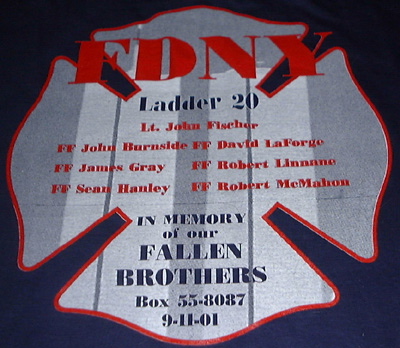 FDNY
Ladder 20
Lt. John Fischer
FF John Burnside FF David LaForge
FF James Gray FF Robert Linnane
FF Sean Hanley FF Robert McMahon
IN MEMORY
of our
FALLEN
BROTHERS
Box 55-8087
9-11-01